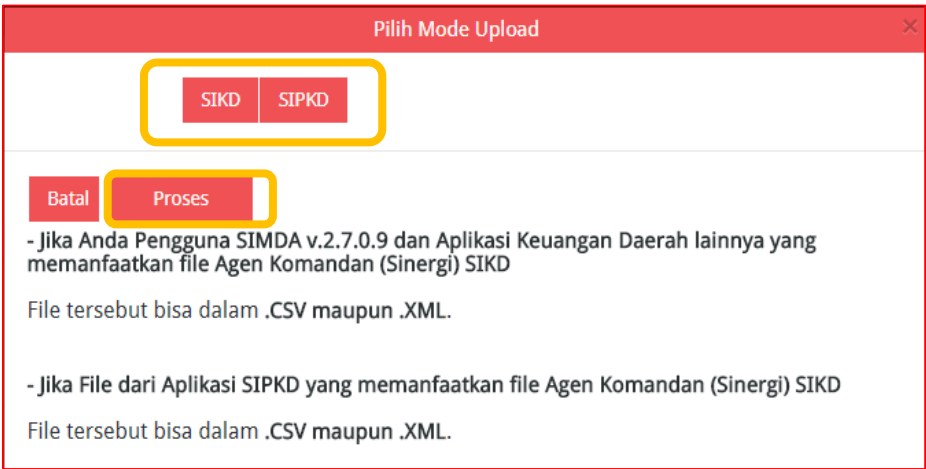 Pilih Mode Upload ×
SIKD SIPKD
Batal Proses
- Jika Anda Pengguna SIMDA v.2.7.0.9 dan Aplikasi Keuangan Daerah lainnya yang
memanfaatkan file Agen Komandan (Sinergi) SIKD
File tersebut bisa dalam .CSV maupun .XML.
- Jika File dari Aplikasi SIPKD yang memanfaatkan file Agen Komandan (Sinergi) SIKD
File tersebut bisa dalam .CSV maupun .XML.